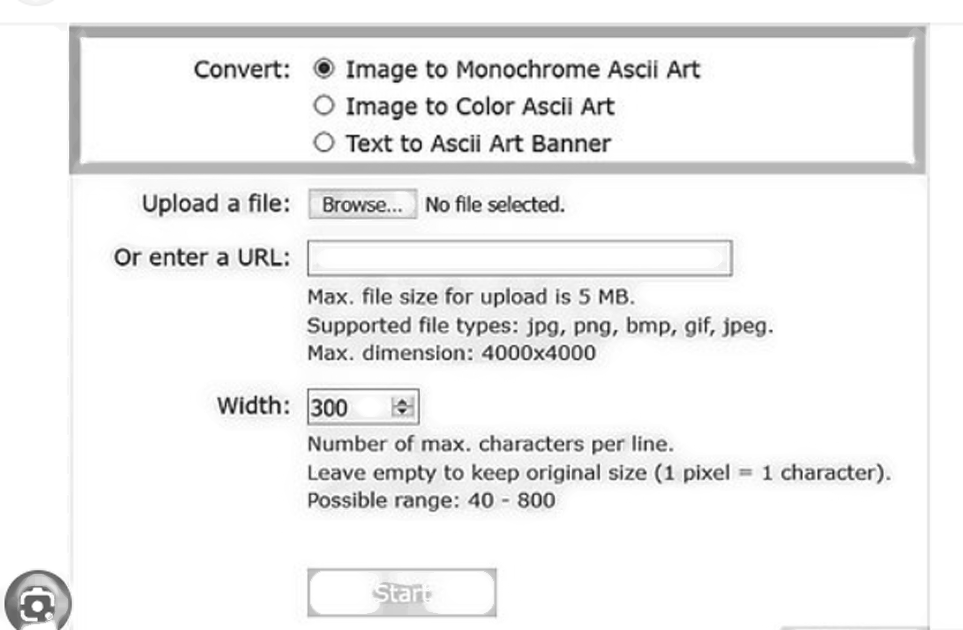 Convert: Image to Monochrome Ascii Art
Image to Color Ascii Art
Text to Ascii Art Banner
Upload a file: Browse... No file selected.
Or enter a URL:
Max. file size for upload is 5 MB.
Supported file types: jpg, png, bmp, gif, jpeg.
Max. dimension: 4000x4000
Width: 300
Number of max. characters per line.
Leave empty to keep original size (1 pixel = 1 character).
Possible range: 40 - 800
Start